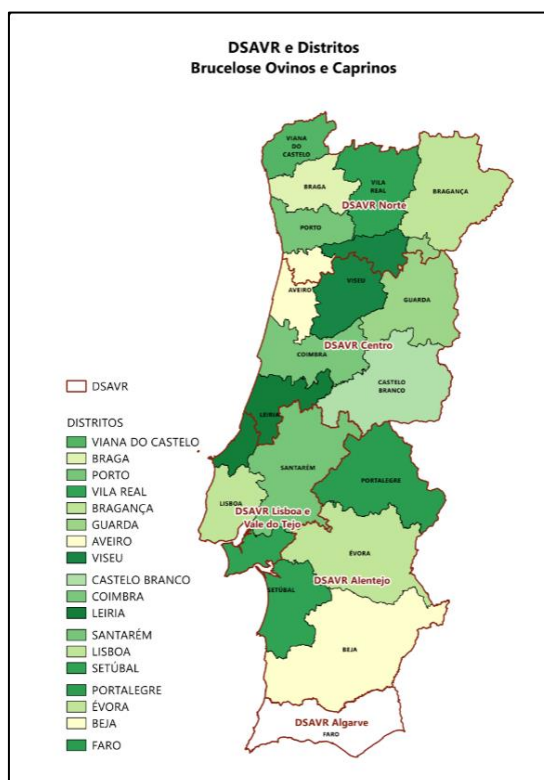 DSAVR e Distritos
Brucelose Ovinos e Caprinos
VIANA
DO
CASTELO
BRAGA
VILA
REAL
BRAGANÇA
DSAVR Norte
PORTO
VISEU
AVEIRO
GUARDA
DSAVR Centro
COIMBRA
CASTELO
BRANCO
LEIRIA
SANTARÉM
PORTALEGRE
LISBOA
DSAVR Lisboa e
Vale do Tejo
ÉVORA
DSAVR Alentejo
SETÚBAL
BEJA
DSAVR Algarve
FARO
DSAVR
DISTRITOS
VIANA DO CASTELO
BRAGA
PORTO
VILA REAL
BRAGANÇA
GUARDA
AVEIRO
VISEU
CASTELO BRANCO
COIMBRA
LEIRIA
SANTARÉM
LISBOA
SETÚBAL
PORTALEGRE
ÉVORA
BEJA
FARO